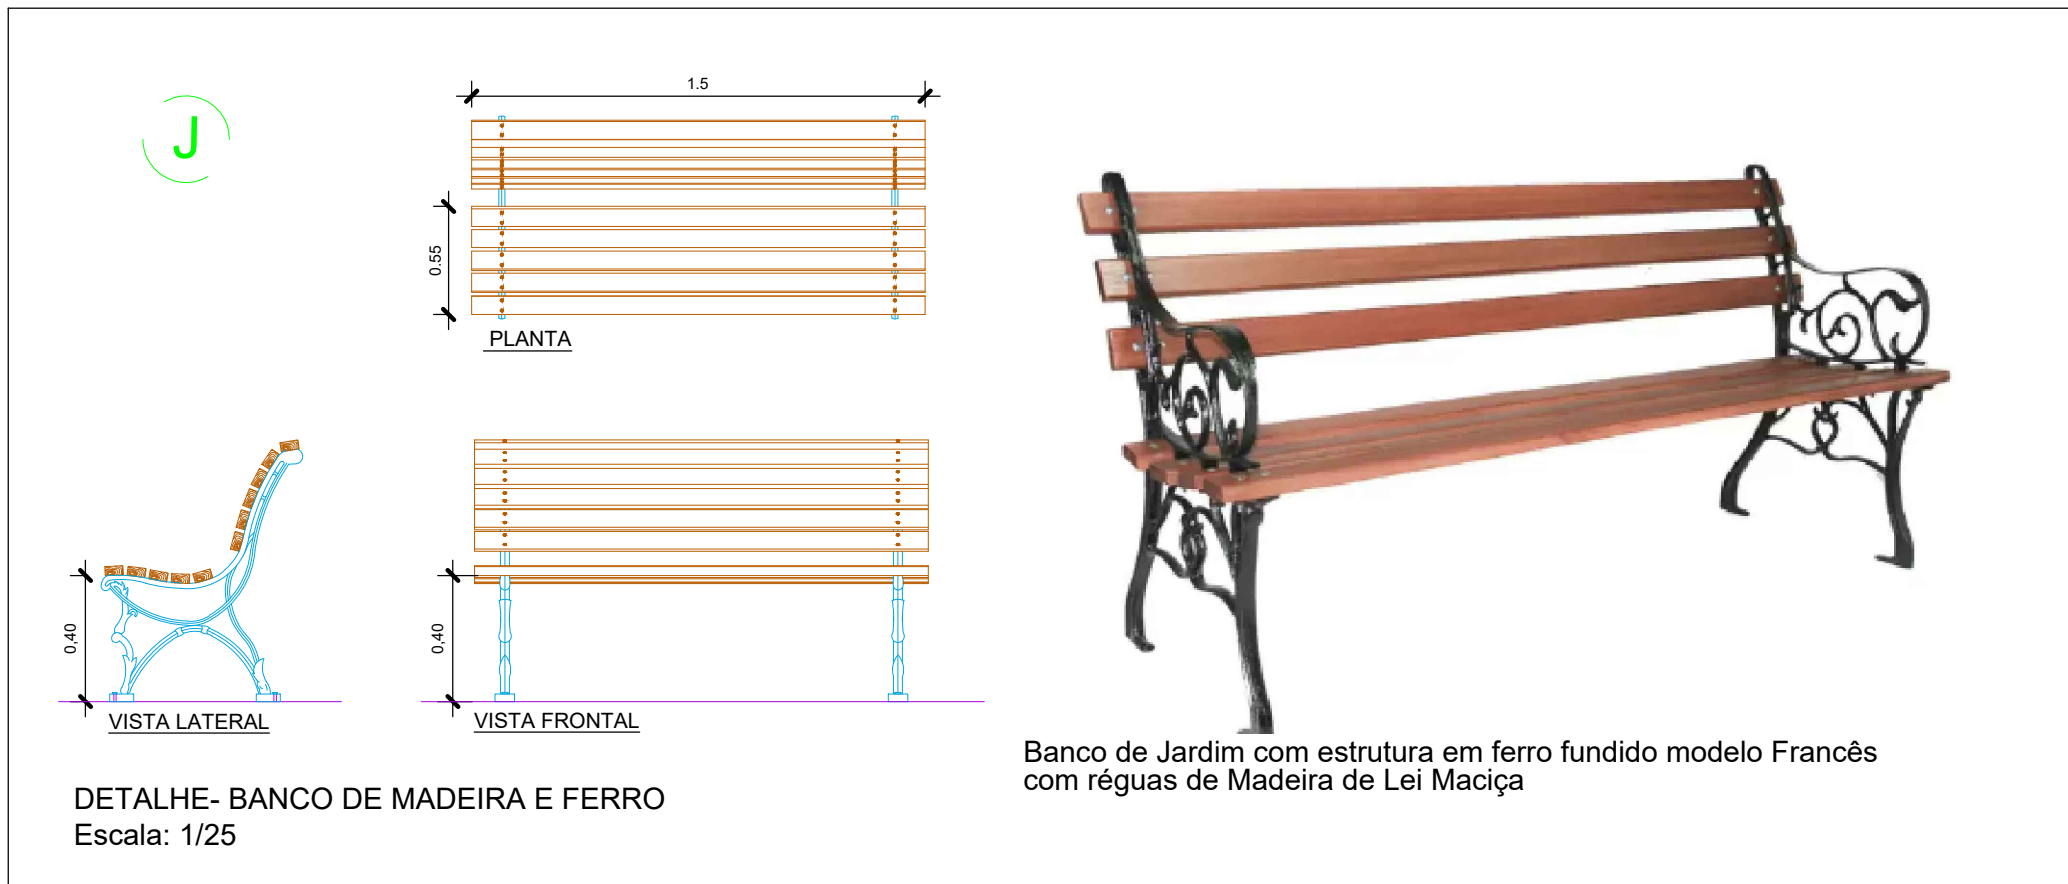 J
1.5
0.55
PLANTA
0,40
VISTA LATERAL
0,40
VISTA FRONTAL
DETALHE- BANCO DE MADEIRA E FERRO
Escala: 1/25
Banco de Jardim com estrutura em ferro fundido modelo Francês
com réguas de Madeira de Lei Maciça